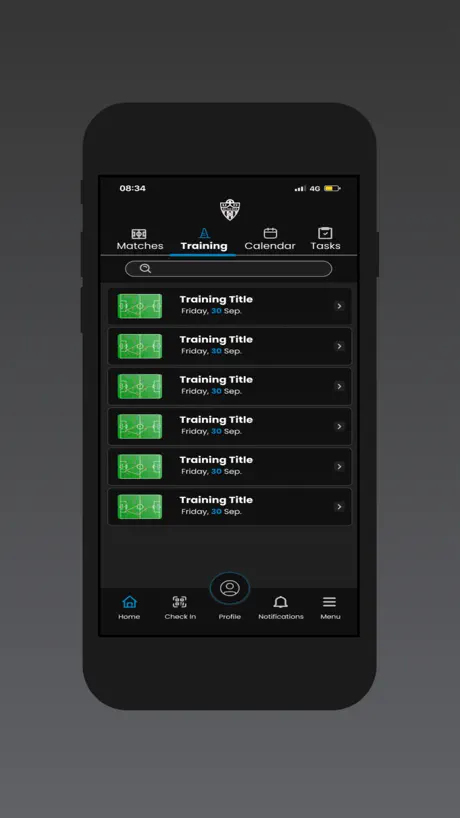 08:34 4G
Matches Training Calendar Tasks
Training Title
Friday, 30 Sep.
Training Title
Friday, 30 Sep.
Training Title
Friday, 30 Sep.
Training Title
Friday, 30 Sep.
Training Title
Friday, 30 Sep.
Training Title
Friday, 30 Sep.
Home Check In Profile Notifications Menu